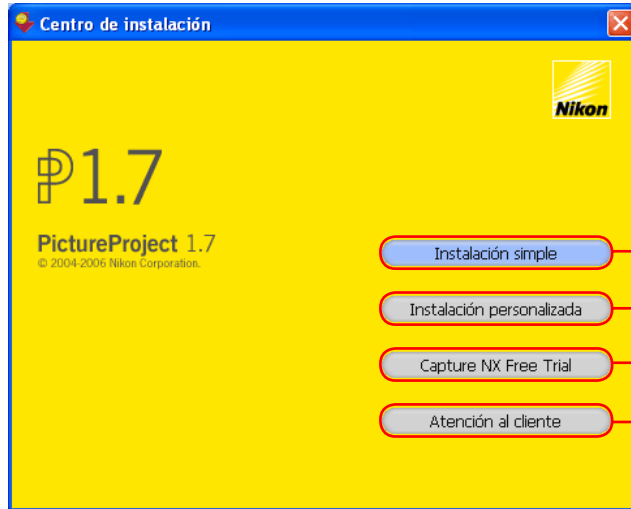 Centro de instalación
Nikon
P1.7
PictureProject 1.7
© 2004-2006 Nikon Corporation.
Instalación simple
Instalación personalizada
Capture NX Free Trial
Atención al cliente